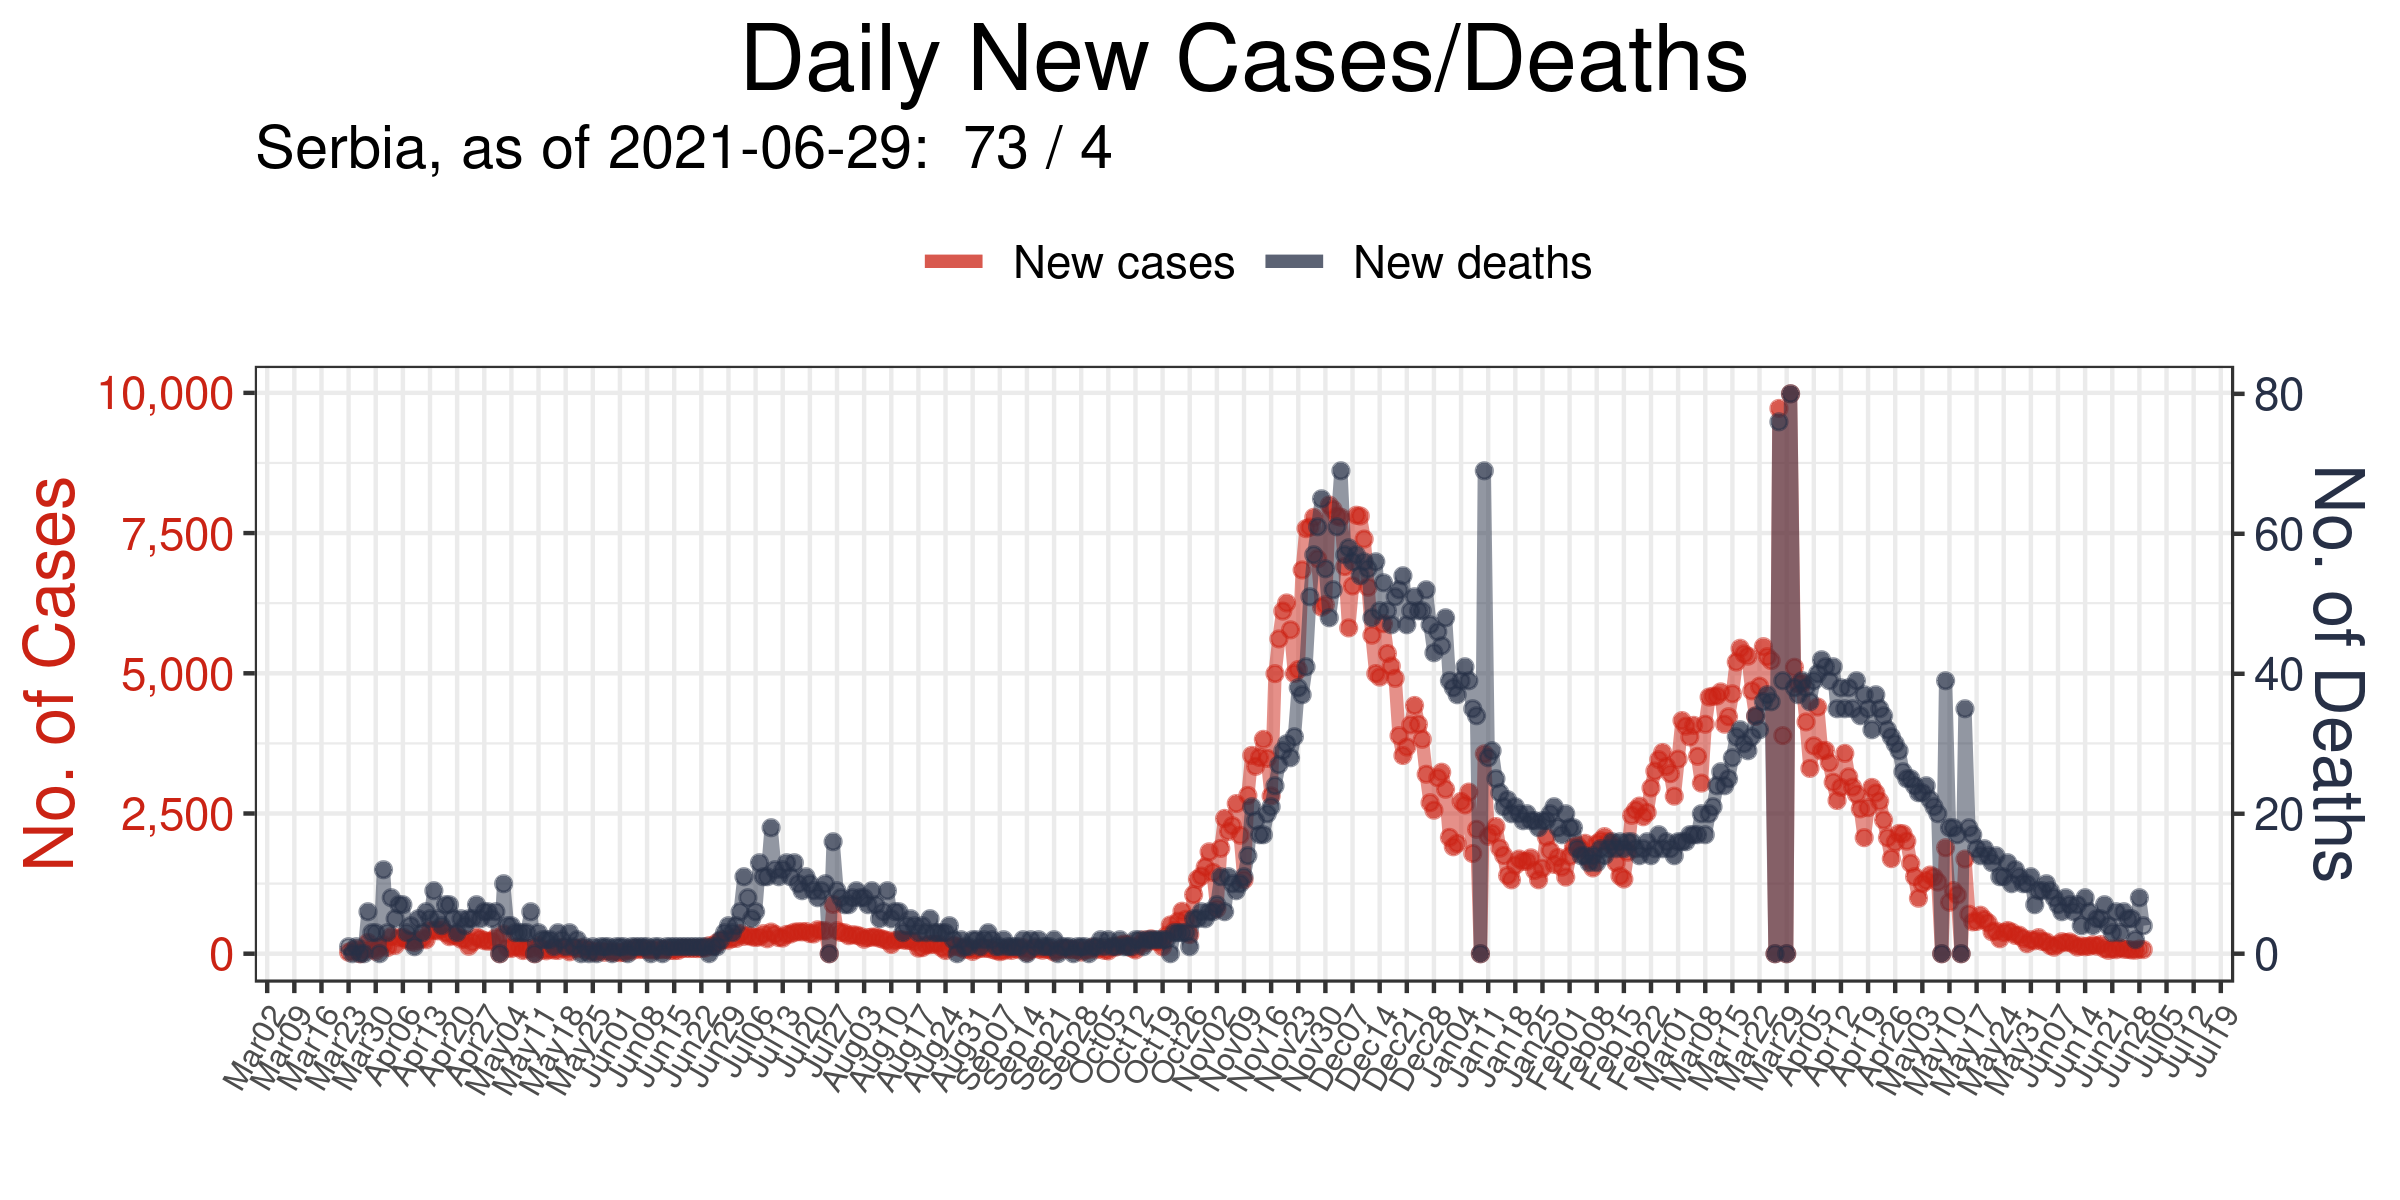 Daily New Cases/Deaths
Serbia, as of 2021-06-29:  73 / 4
New cases New deaths
No. of Cases
10,000
7,500
5,000
2,500
0
80
60
40
20
0
No. of Deaths
Mar02 Mar09 Mar16 Mar23 Mar30 Apr06 Apr13 Apr20 Apr27 May04 May11 May18 May25 Jun01 Jun08 Jun15 Jun22 Jun29 Jul06 Jul13 Jul20 Jul27 Aug03 Aug10 Aug17 Aug24 Aug31 Sep07 Sep14 Sep21 Sep28 Oct05 Oct12 Oct19 Oct26 Nov02 Nov09 Nov16 Nov23 Nov30 Dec07 Dec14 Dec21 Dec28 Jan04 Jan11 Jan18 Jan25 Feb01 Feb08 Feb15 Feb22 Mar01 Mar08 Mar15 Mar22 Mar29 Apr05 Apr12 Apr19 Apr26 May03 May10 May17 May24 May31 Jun07 Jun14 Jun21 Jun28 Jul05 Jul12 Jul19